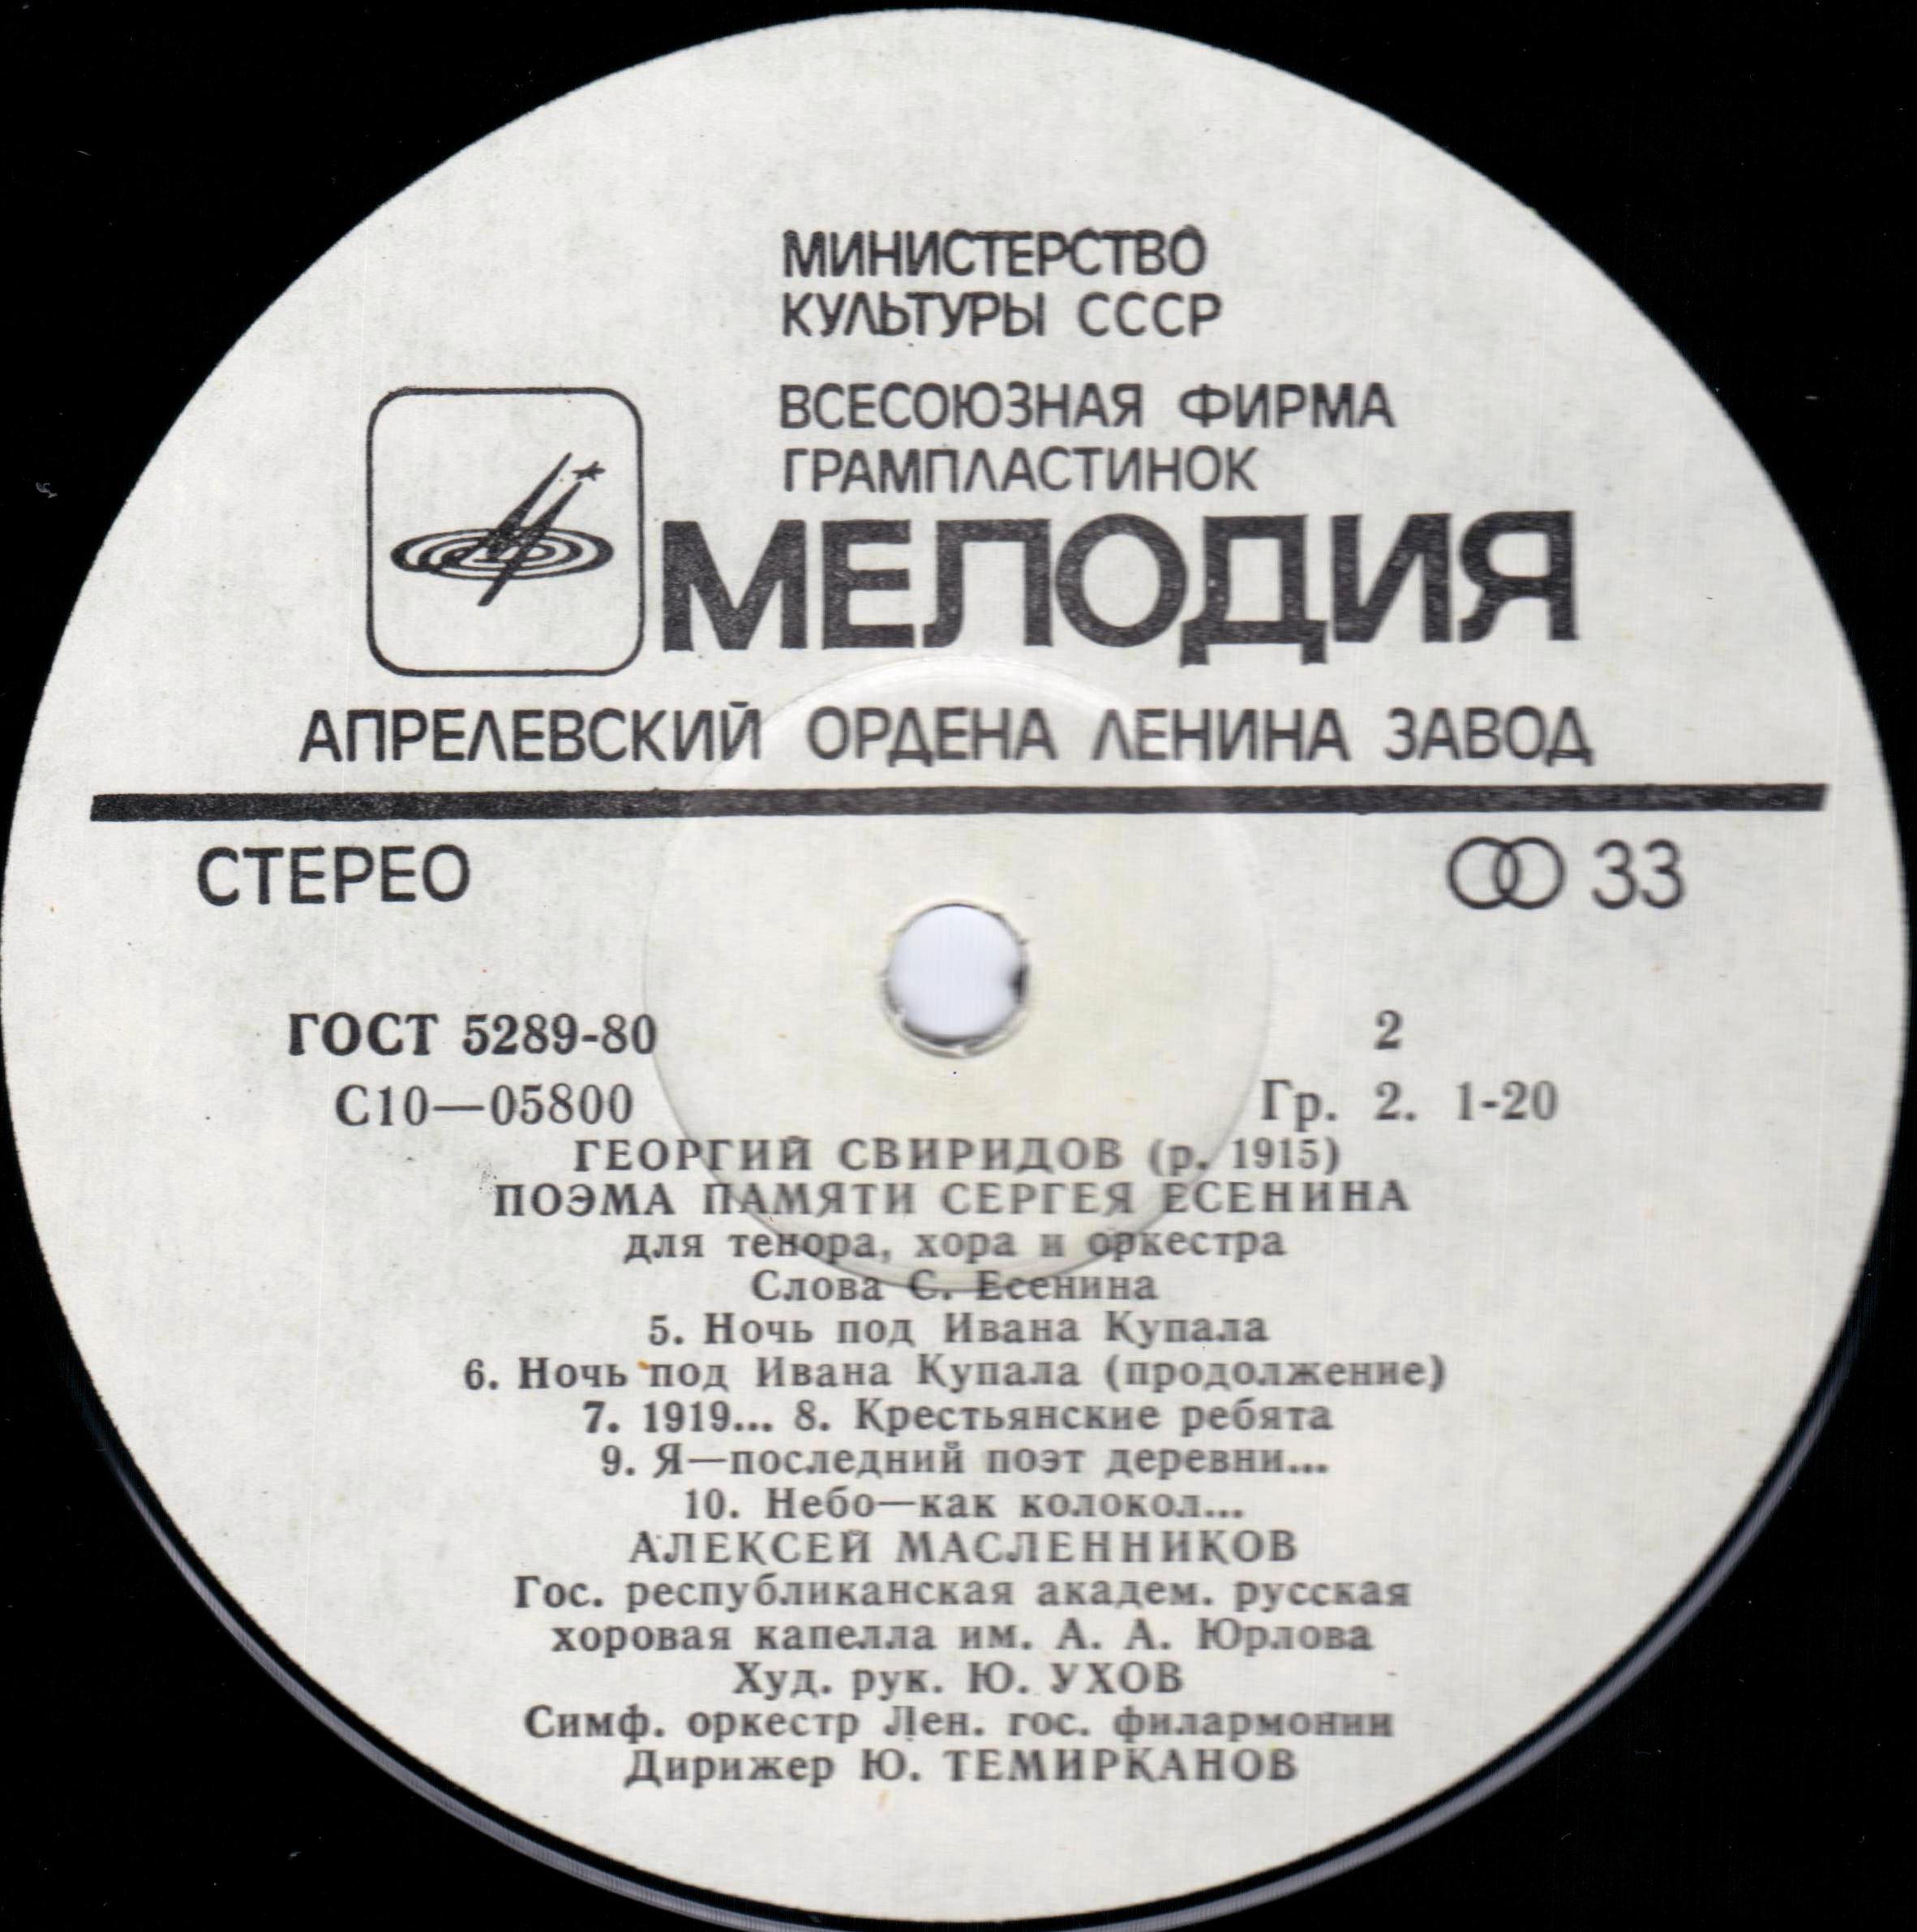 МИНИСТЕРСТВО
КУЛЬТУРЫ СССР
ВСЕСОЮЗНАЯ ФИРМА
ГРАМПЛАСТИНОК
МЕЛОДИЯ
АПРЕЛЕВСКИЙ ОРДЕНА ЛЕНИНА ЗАВОД
СТЕРЕО 33
ГОСТ 5289-80 2
С10—05800 Гр. 2. 1-20
ГЕОРГИЙ СВИРИДОВ (р. 1915)
ПОЭМА ПАМЯТИ СЕРГЕЯ ЕСЕНИНА
для тенора, хора и оркестра
Слова С. Есенина
5. Ночь под Ивана Купала
6. Ночь под Ивана Купала (продолжение)
7. 1919... 8. Крестьянские ребята
9. Я—последний поэт деревни...
10. Небо—как колокол...
АЛЕКСЕЙ МАСЛЕННИКОВ
Гос. республиканская академ. русская
хоровая капелла им. А. А. Юрлова
Худ. рук. Ю. УХОВ
Симф. оркестр Лен. гос. филармонии
Дирижер Ю. ТЕМИРКАНОВ